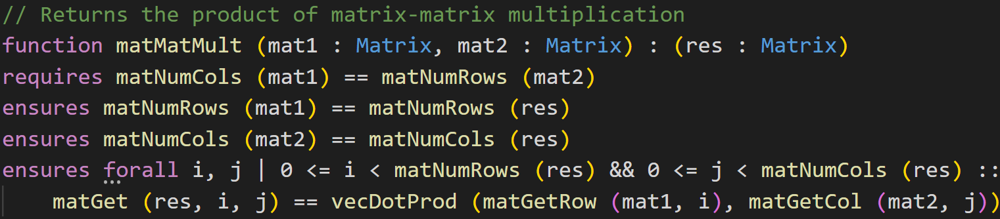 // Returns the product of matrix-matrix multiplication
function matMatMult (mat1 : Matrix, mat2 : Matrix) : (res : Matrix)
requires matNumCols (mat1) == matNumRows (mat2)
ensures matNumRows (mat1) == matNumRows (res)
ensures matNumCols (mat2) == matNumCols (res)
ensures forall i, j | 0 <= i < matNumRows (res) && 0 <= j < matNumCols (res) ::
    matGet (res, i, j) == vecDotProd (matGetRow (mat1, i), matGetCol (mat2, j))